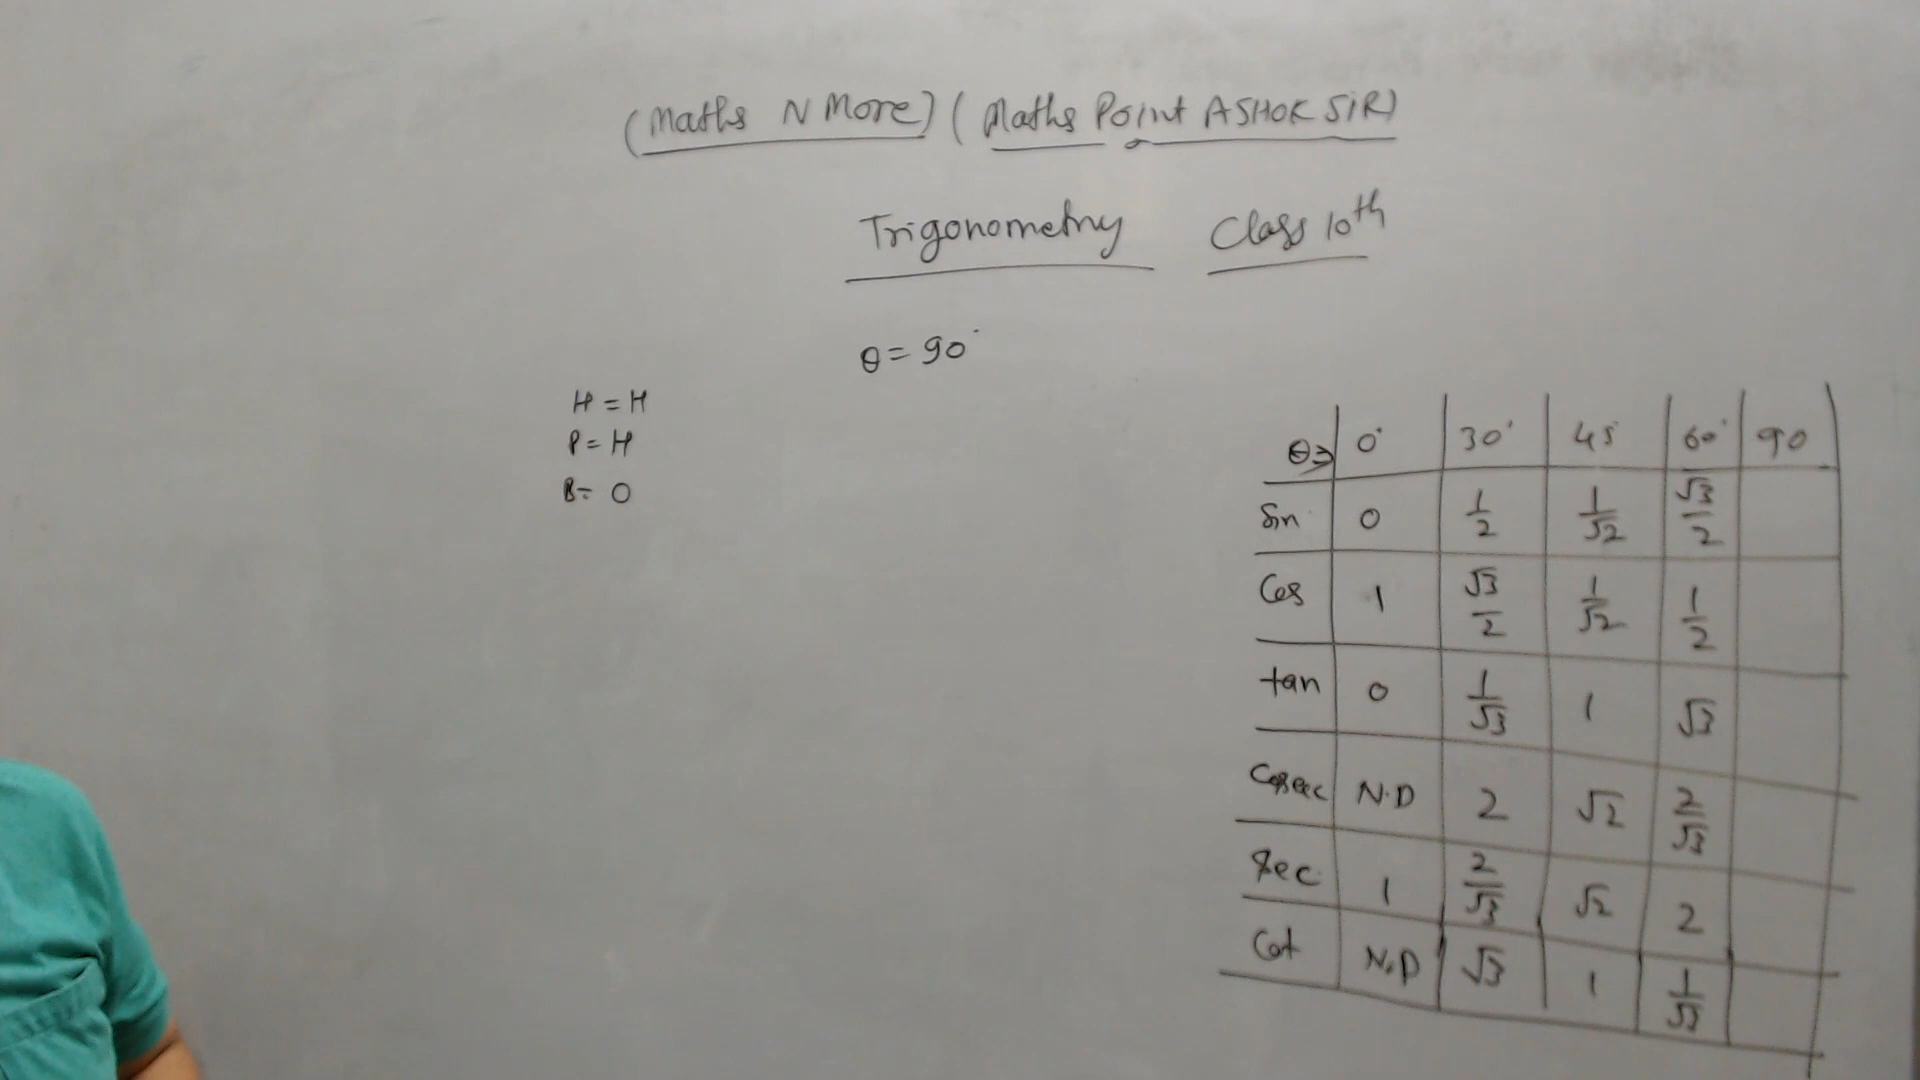 (Maths N More) (Maths Point ASHOK SIR)
Trigonometry Class 10th
θ = 90°
H = H
P = H
B = 0
θ⇒ 0° 30° 45 60° 90
Sin 0 1/2 1/√2 √3/2
Cos 1 √3/2 1/√2 1/2
tan 0 1/√3 1 √3
Cosec N.D 2 √2 2/√3
Sec 1 2/√3 √2 2
Cot N.D √3 1 1/√3